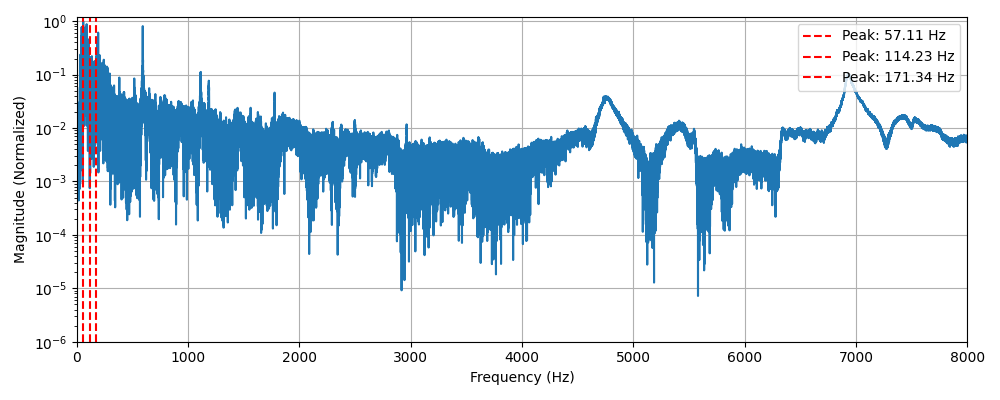 10⁰
10⁻¹
10⁻²
10⁻³
10⁻⁴
10⁻⁵
10⁻⁶
Magnitude (Normalized)
Peak: 57.11 Hz
Peak: 114.23 Hz
Peak: 171.34 Hz
0 1000 2000 3000 4000 5000 6000 7000 8000
Frequency (Hz)